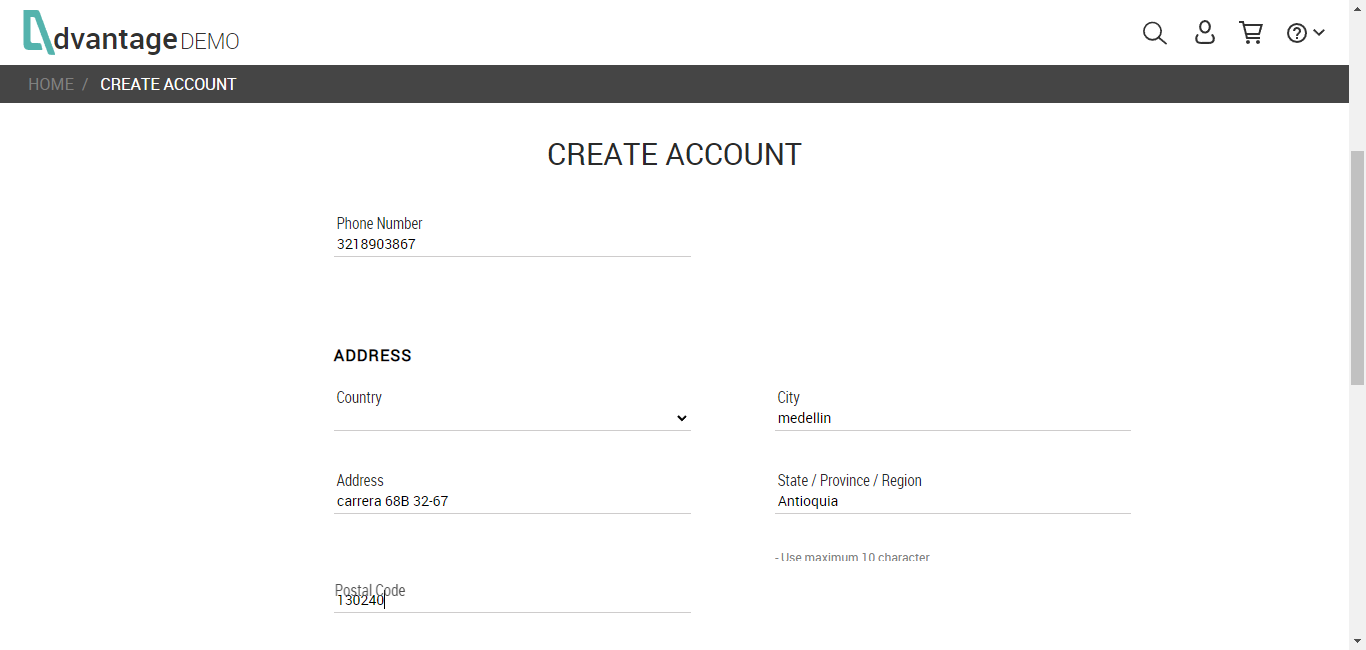 dvantage DEMO
HOME / CREATE ACCOUNT
CREATE ACCOUNT
Phone Number
3218903867
ADDRESS
Country
City
medellin
Address
carrera 68B 32-67
State / Province / Region
Antioquia
- Use maximum 10 character
Postal Code
130240